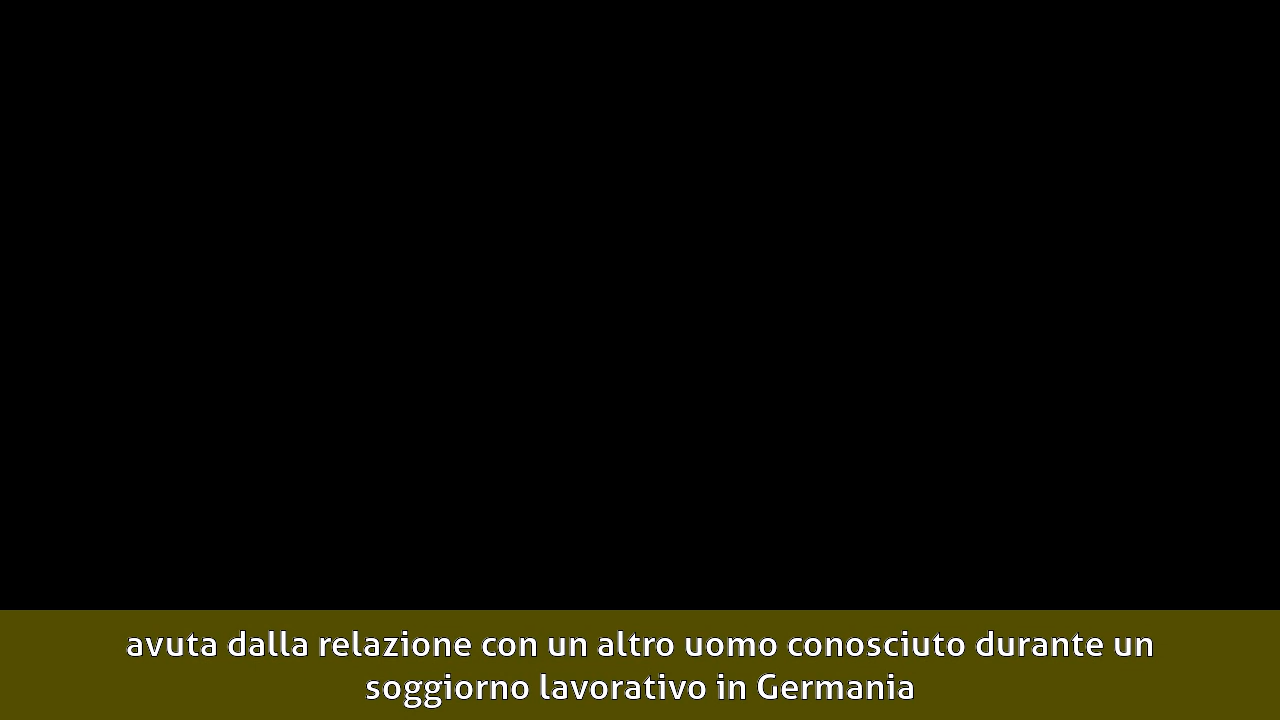 avuta dalla relazione con un altro uomo conosciuto durante un
soggiorno lavorativo in Germania